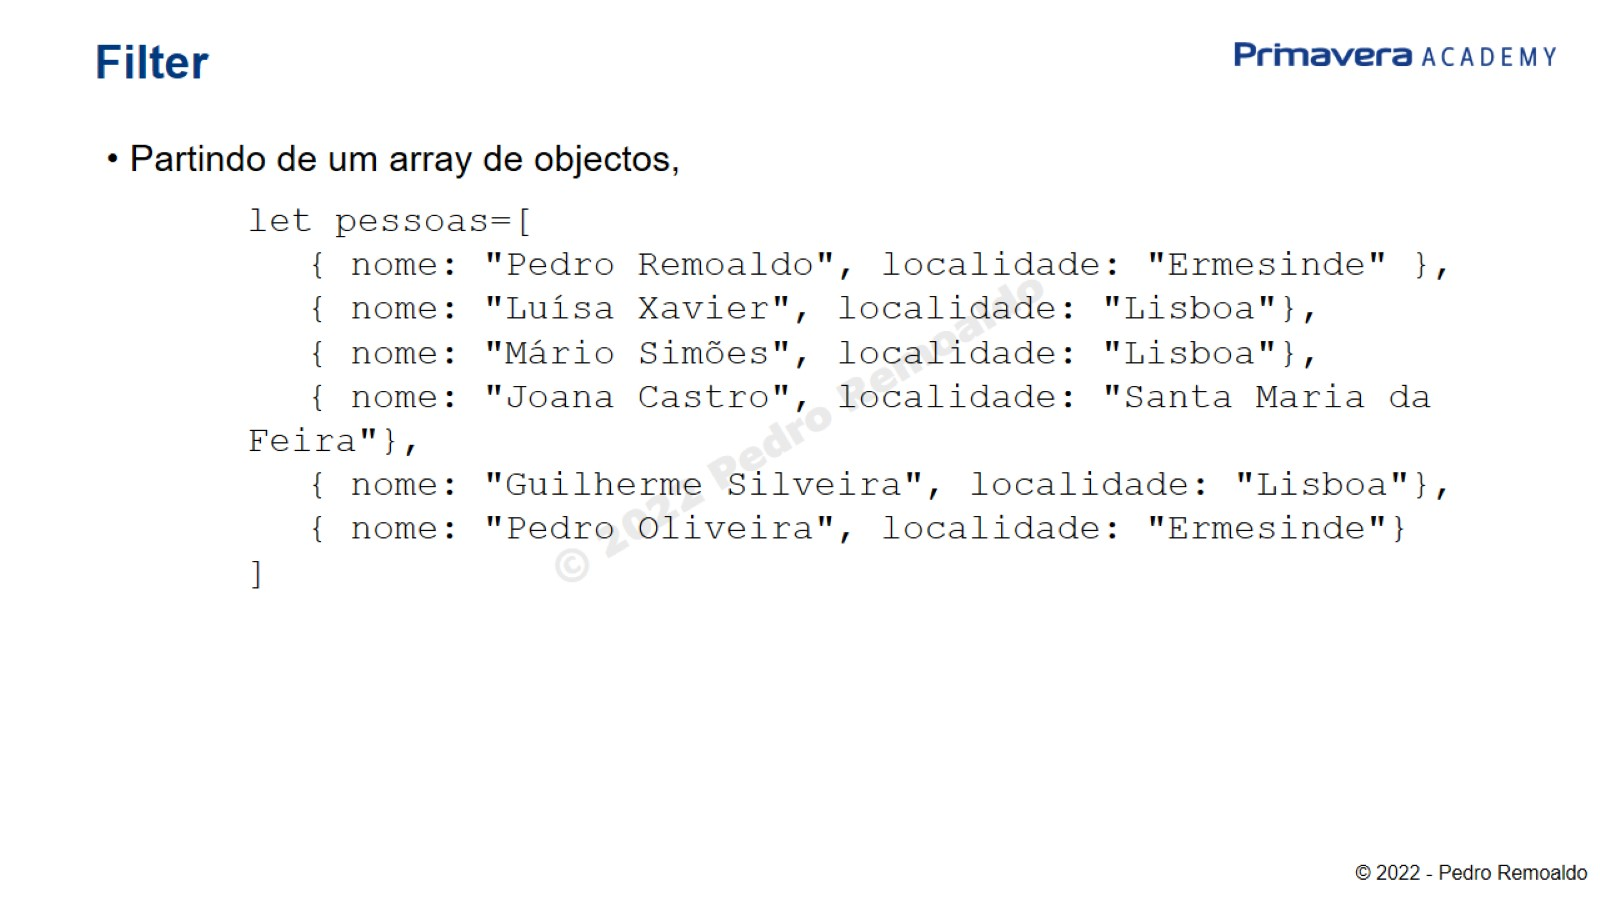 Filter
Primavera ACADEMY
• Partindo de um array de objectos,
let pessoas=[
{ nome: "Pedro Remoaldo", localidade: "Ermesinde" },
{ nome: "Luísa Xavier", localidade: "Lisboa"},
{ nome: "Mário Simões", localidade: "Lisboa"},
{ nome: "Joana Castro", localidade: "Santa Maria da
Feira"},
{ nome: "Guilherme Silveira", localidade: "Lisboa"},
{ nome: "Pedro Oliveira", localidade: "Ermesinde"}
]
© 2022 Pedro Remoaldo
© 2022 - Pedro Remoaldo